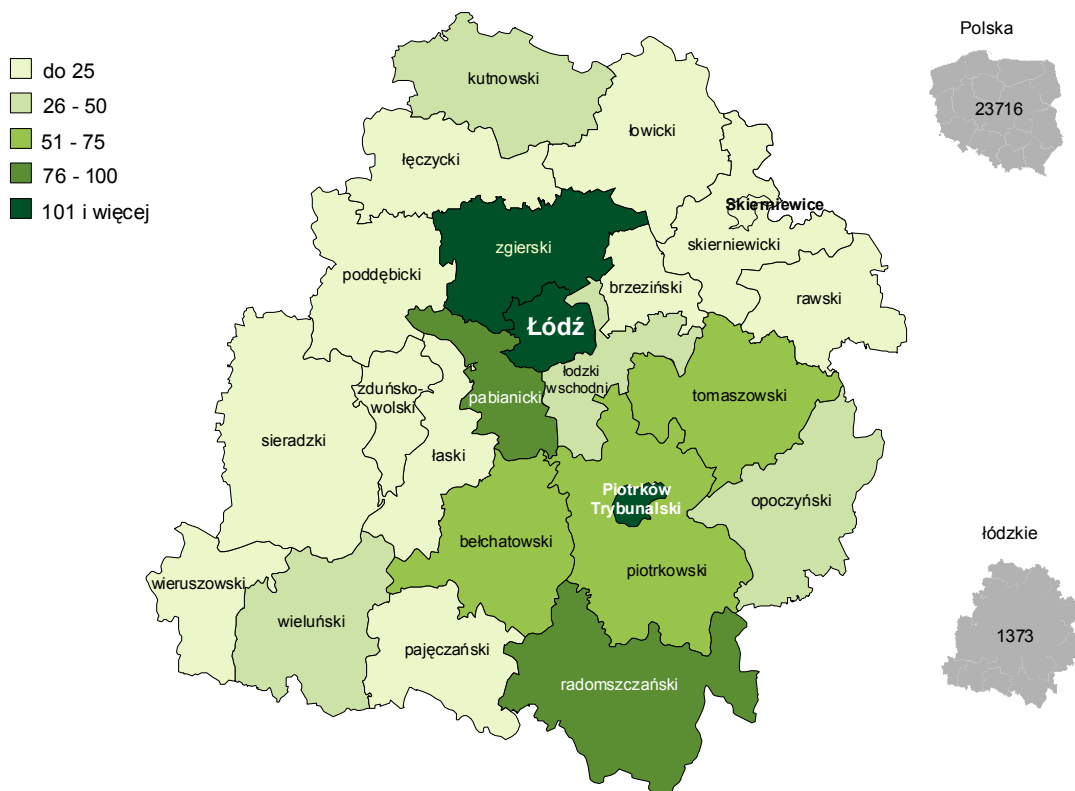 do 25
26 - 50
51 - 75
76 - 100
101 i więcej
kutnowski
łowicki
łęczycki
Skierniewice
skierniewicki
zgierski
poddębicki
brzeziński
rawski
Łódź
łodzki
wschodni
zduńsko-
wolski
pabianicki
tomaszowski
sieradzki
łaski
Piotrków
Trybunalski
opoczyński
bełchatowski
piotrkowski
wieruszowski
wieluński
pajęczański
radomszczański
Polska
23716
łódzkie
1373